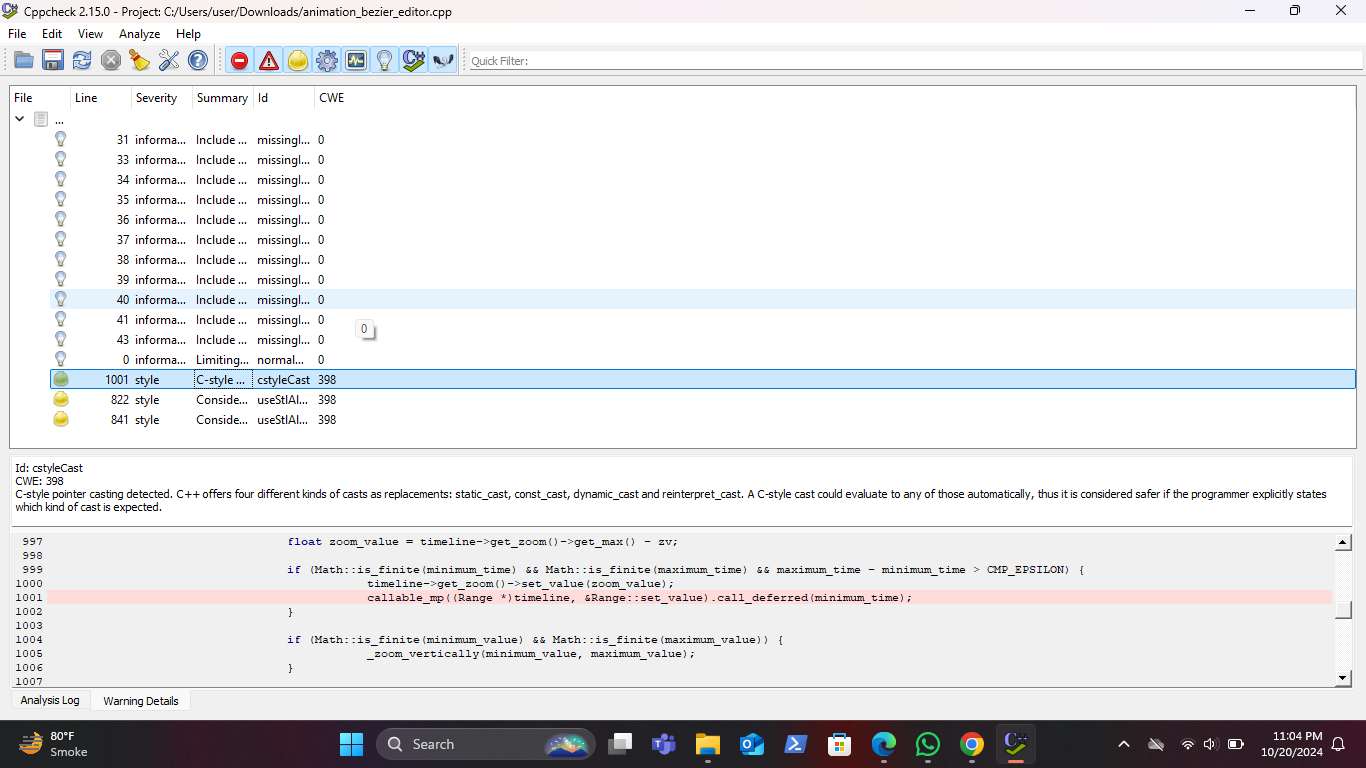 Cppcheck 2.15.0 - Project: C:/Users/user/Downloads/animation_bezier_editor.cpp
File Edit View Analyze Help
Quick Filter:
File Line Severity Summary Id CWE
...
31 informa... Include ... missingI... 0
33 informa... Include ... missingI... 0
34 informa... Include ... missingI... 0
35 informa... Include ... missingI... 0
36 informa... Include ... missingI... 0
37 informa... Include ... missingI... 0
38 informa... Include ... missingI... 0
39 informa... Include ... missingI... 0
40 informa... Include ... missingI... 0
41 informa... Include ... missingI... 0
43 informa... Include ... missingI... 0
0
0 informa... Limiting... normal... 0
1001 style C-style ... cstyleCast 398
822 style Conside... useStlAl... 398
841 style Conside... useStlAl... 398
Id: cstyleCast
CWE: 398
C-style pointer casting detected. C++ offers four different kinds of casts as replacements: static_cast, const_cast, dynamic_cast and reinterpret_cast. A C-style cast could evaluate to any of those automatically, thus it is considered safer if the programmer explicitly states
which kind of cast is expected.
997 float zoom_value = timeline->get_zoom()->get_max() - zv;
998
999 if (Math::is_finite(minimum_time) && Math::is_finite(maximum_time) && maximum_time - minimum_time > CMP_EPSILON) {
1000 timeline->get_zoom()->set_value(zoom_value);
1001 callable_mp((Range *)timeline, &Range::set_value).call_deferred(minimum_time);
1002 }
1003
1004 if (Math::is_finite(minimum_value) && Math::is_finite(maximum_value)) {
1005 _zoom_vertically(minimum_value, maximum_value);
1006 }
1007
Analysis Log Warning Details
80°F
Smoke
Search
11:04 PM
10/20/2024